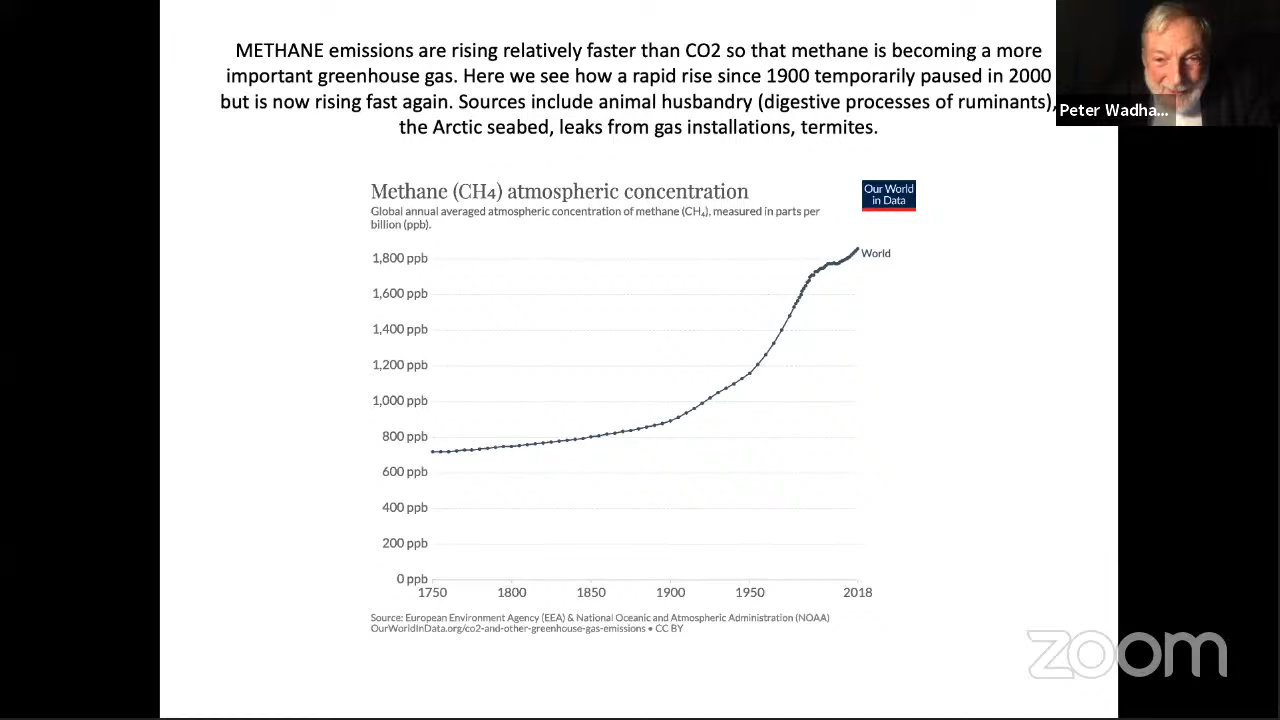 METHANE emissions are rising relatively faster than CO2 so that methane is becoming a more
important greenhouse gas. Here we see how a rapid rise since 1900 temporarily paused in 2000
but is now rising fast again. Sources include animal husbandry (digestive processes of ruminants),
the Arctic seabed, leaks from gas installations, termites.
Peter Wadha...
Methane (CH₄) atmospheric concentration
Our World
in Data
Global annual averaged atmospheric concentration of methane (CH₄), measured in parts per
billion (ppb).
1,800 ppb
World
1,600 ppb
1,400 ppb
1,200 ppb
1,000 ppb
800 ppb
600 ppb
400 ppb
200 ppb
0 ppb
1750 1800 1850 1900 1950 2018
Source: European Environment Agency (EEA) & National Oceanic and Atmospheric Administration (NOAA)
OurWorldInData.org/co2-and-other-greenhouse-gas-emissions • CC BY
zoom